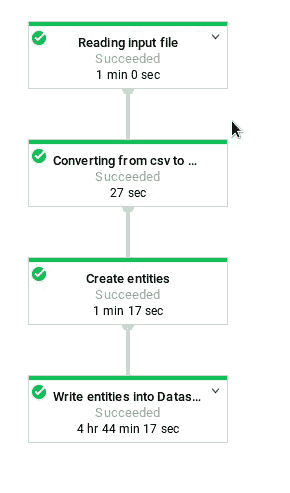 Reading input file
Succeeded
1 min 0 sec
Converting from csv to ...
Succeeded
27 sec
Create entities
Succeeded
1 min 17 sec
Write entities into Datas...
Succeeded
4 hr 44 min 17 sec